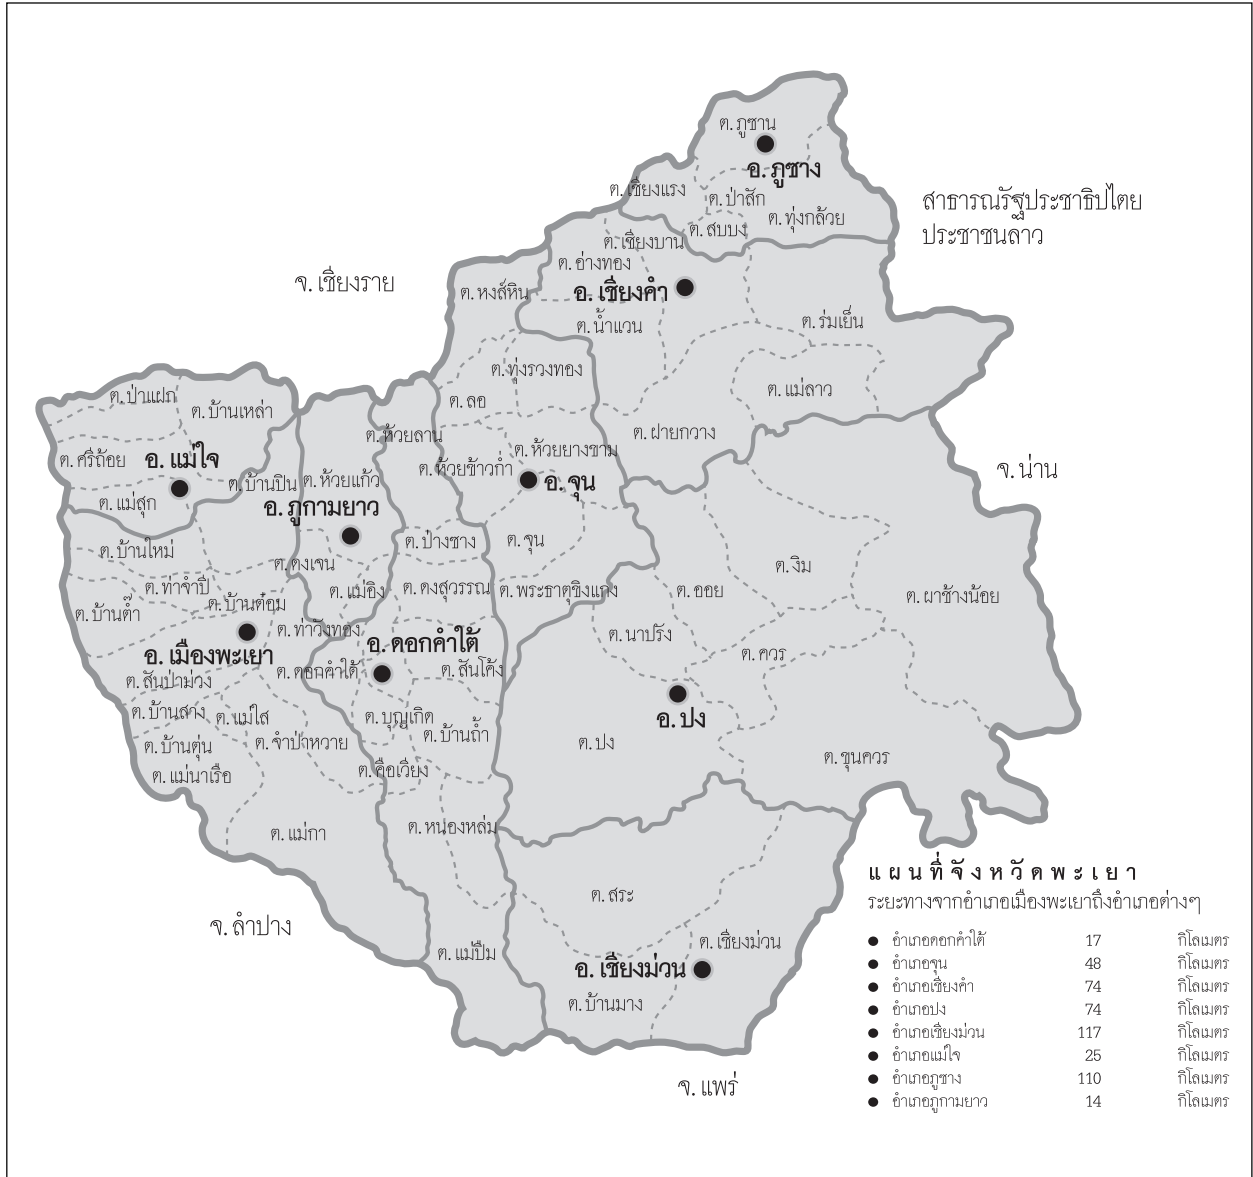 ต. ภูซาน
อ. ภูซาง
ต. เชียงแรง
ต. ป่าสัก
ต. ทุ่งกล้วย
ต. สบบง
สาธารณรัฐประชาธิปไตย
ประชาชนลาว
ต. เชียงบาน
ต. อ่างทอง
จ. เชียงราย
ต. หงส์หิน
อ. เชียงคำ
ต. น้ำแวน
ต. ร่มเย็น
ต. ทุ่งรวงทอง
ต. แม่ลาว
ต. ป่าแฝก
ต. บ้านเหล่า
ต. ลอ
ต. ฝายกวาง
ต. ห้วยลาน
ต. ห้วยยางขาม
ต. ศรีถ้อย
อ. แม่ใจ
ต. ห้วยข้าวก่ำ
จ. น่าน
ต. บ้านปิน
ต. ห้วยแก้ว
อ. จุน
ต. แม่สุก
อ. ภูกามยาว
ต. ป่างซาง
ต. จุน
ต. บ้านใหม่
ต. ดงเจน
ต. งิม
ต. ท่าจำปี
ต. แม่อิง
ต. ดงสุวรรณ
ต. พระธาตุขิงแกง
ต. ออย
ต. ผาช้างน้อย
ต. บ้านต๋อม
ต. บ้านต๊ำ
ต. ท่าวังทอง
อ. ดอกคำใต้
ต. นาปรัง
อ. เมืองพะเยา
ต. ควร
ต. ดอกคำใต้
ต. สันโค้ง
ต. สันป่าม่วง
ต. บ้านสาง
ต. แม่ใส
ต. บุญเกิด
อ. ปง
ต. บ้านถ้ำ
ต. บ้านตุ่น
ต. จำป่าหวาย
ต. ปง
ต. ขุนควร
ต. แม่นาเรือ
ต. คือเวียง
ต. แม่กา
ต. หนองหล่ม
ต. สระ
จ. ลำปาง
ต. เชียงม่วน
ต. แม่ปืม
อ. เชียงม่วน
ต. บ้านมาง
จ. แพร่
แผนที่จังหวัดพะเยา
ระยะทางจากอำเภอเมืองพะเยาถึงอำเภอต่างๆ
● อำเภอดอกคำใต้ 17 กิโลเมตร
● อำเภอจุน 48 กิโลเมตร
● อำเภอเชียงคำ 74 กิโลเมตร
● อำเภอปง 74 กิโลเมตร
● อำเภอเชียงม่วน 117 กิโลเมตร
● อำเภอแม่ใจ 25 กิโลเมตร
● อำเภอภูซาง 110 กิโลเมตร
● อำเภอภูกามยาว 14 กิโลเมตร